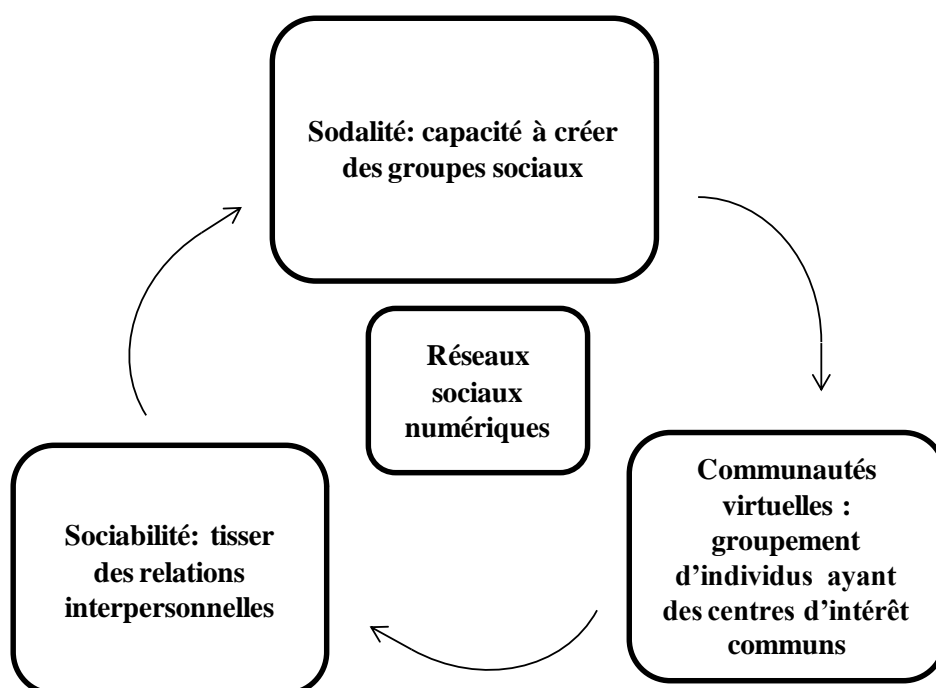 Sodalité: capacité à créer
des groupes sociaux
Réseaux
sociaux
numériques
Communautés
virtuelles :
groupement
d’individus ayant
des centres d’intérêt
communs
Sociabilité: tisser
des relations
interpersonnelles